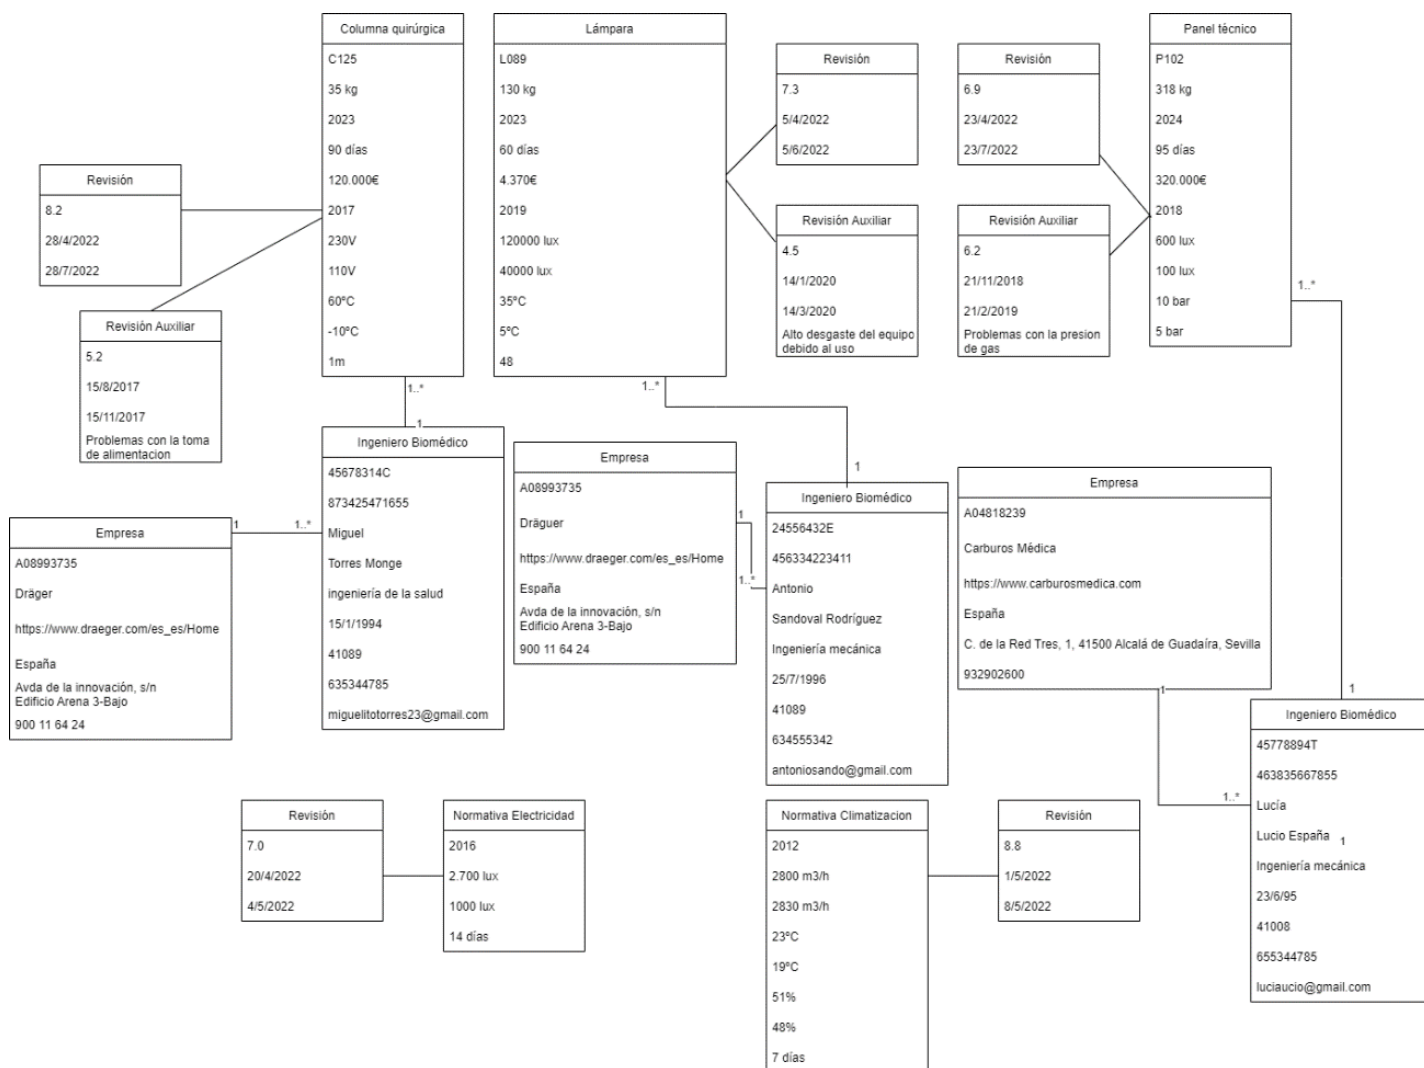 Columna quirúrgica
C125
35 kg
2023
90 días
120.000€
2017
230V
110V
60ºC
-10ºC
1m
Lámpara
L089
130 kg
2023
60 días
4.370€
2019
120000 lux
40000 lux
35ºC
5ºC
48
Revisión
7.3
5/4/2022
5/6/2022
Revisión
6.9
23/4/2022
23/7/2022
Panel técnico
P102
318 kg
2024
95 días
320.000€
2018
600 lux
100 lux
10 bar
5 bar
Revisión
8.2
28/4/2022
28/7/2022
Revisión Auxiliar
4.5
14/1/2020
14/3/2020
Alto desgaste del equipo
debido al uso
Revisión Auxiliar
6.2
21/11/2018
21/2/2019
Problemas con la presion
de gas
Revisión Auxiliar
5.2
15/8/2017
15/11/2017
Problemas con la toma
de alimentacion
1..*
1
1..*
1
1..*
1
Ingeniero Biomédico
45678314C
873425471655
Miguel
Torres Monge
ingeniería de la salud
15/1/1994
41089
635344785
miguelitotorres23@gmail.com
Empresa
A08993735
Dräguer
https://www.draeger.com/es_es/Home
España
Avda de la innovación, s/n
Edificio Arena 3-Bajo
900 11 64 24
1
1..*
Ingeniero Biomédico
24556432E
456334223411
Antonio
Sandoval Rodríguez
Ingeniería mecánica
25/7/1996
41089
634555342
antoniosando@gmail.com
Empresa
A04818239
Carburos Médica
https://www.carburosmedica.com
España
C. de la Red Tres, 1, 41500 Alcalá de Guadaíra, Sevilla
932902600
1
1..*
Empresa
A08993735
Dräger
https://www.draeger.com/es_es/Home
España
Avda de la innovación, s/n
Edificio Arena 3-Bajo
900 11 64 24
1
1..*
Ingeniero Biomédico
45778894T
463835667855
Lucía
Lucio España
1
Ingeniería mecánica
23/6/95
41008
655344785
luciaucio@gmail.com
Revisión
7.0
20/4/2022
4/5/2022
Normativa Electricidad
2016
2.700 lux
1000 lux
14 días
Normativa Climatizacion
2012
2800 m3/h
2830 m3/h
23ºC
19ºC
51%
48%
7 días
Revisión
8.8
1/5/2022
8/5/2022